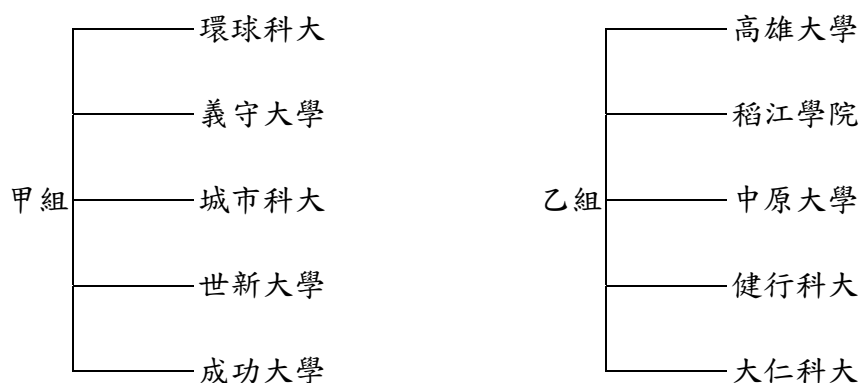 環球科大
義守大學
甲組
城市科大
世新大學
成功大學
高雄大學
稻江學院
乙組
中原大學
健行科大
大仁科大